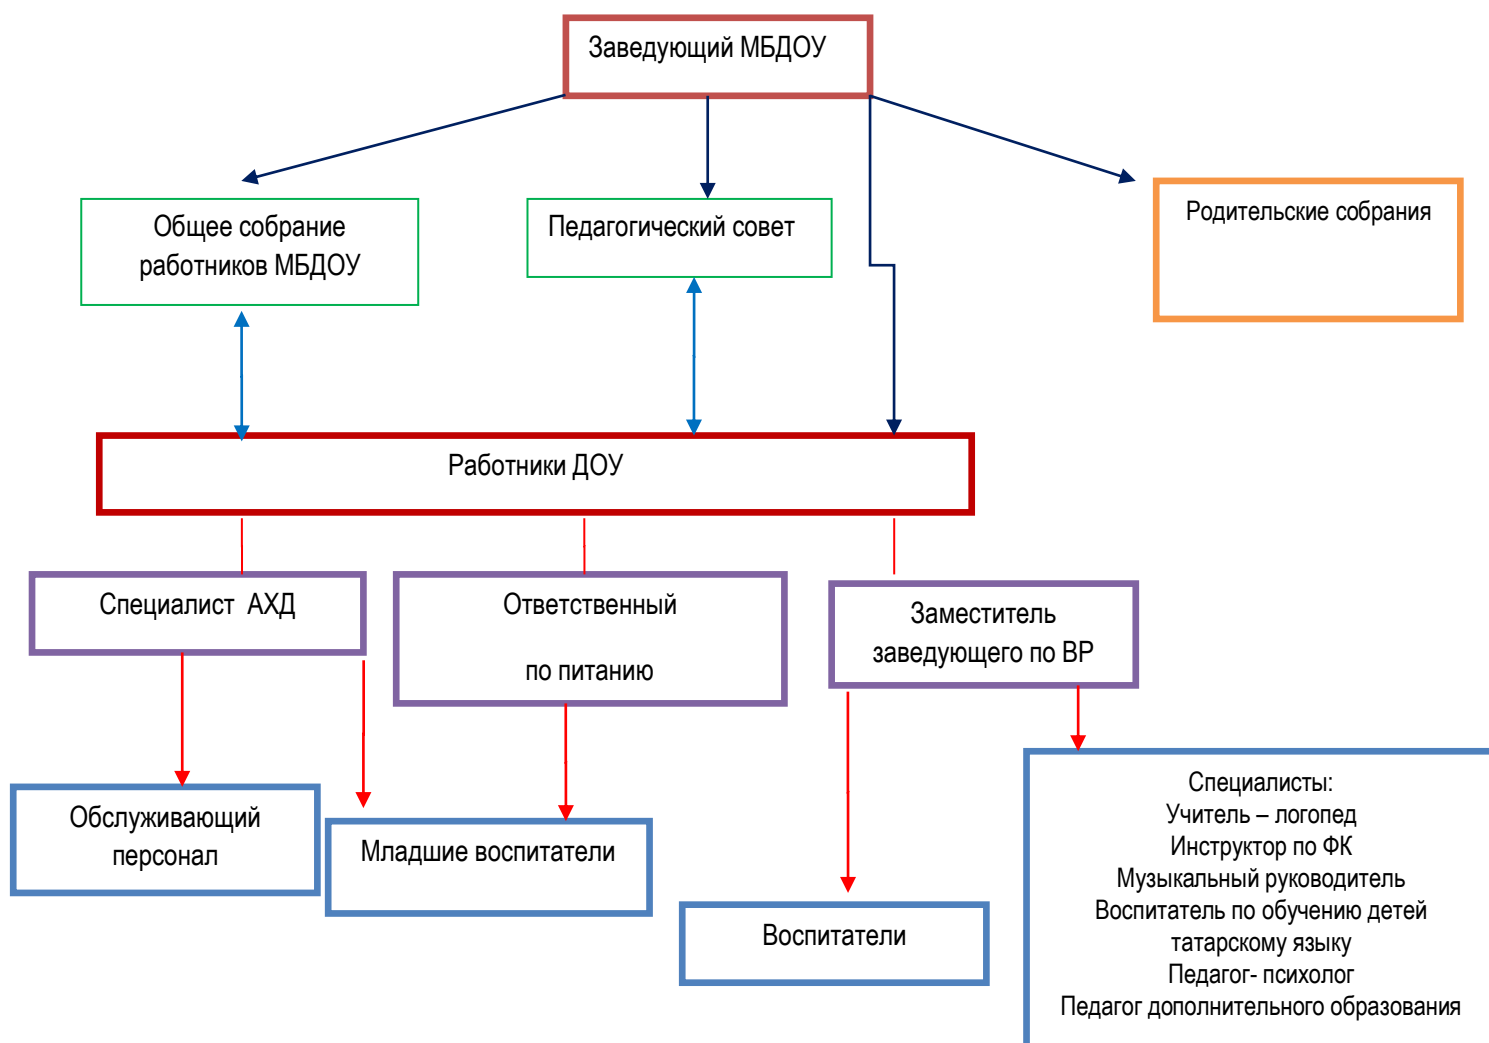 Заведующий МБДОУ
Общее собрание
работников МБДОУ
Педагогический совет
Родительские собрания
Работники ДОУ
Специалист  АХД
Ответственный
по питанию
Заместитель
заведующего по ВР
Обслуживающий
персонал
Младшие воспитатели
Воспитатели
Специалисты:
Учитель – логопед
Инструктор по ФК
Музыкальный руководитель
Воспитатель по обучению детей
татарскому языку
Педагог- психолог
Педагог дополнительного образования